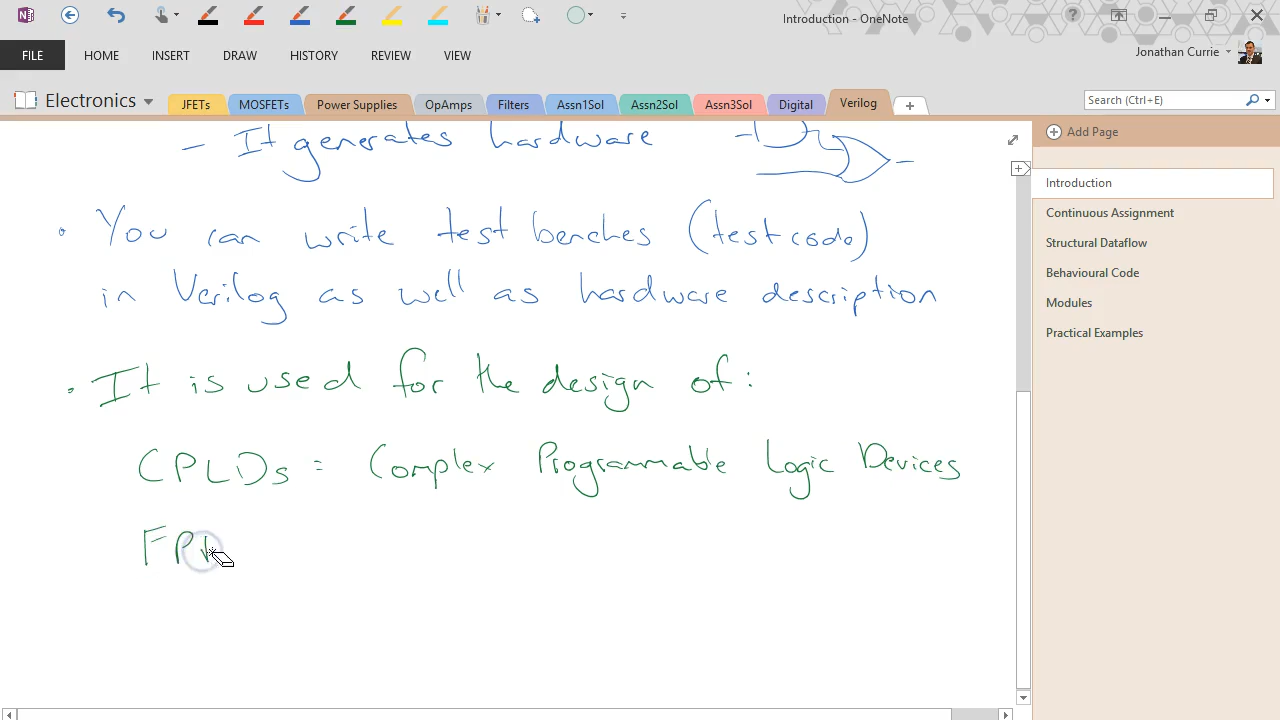 Introduction - OneNote
FILE HOME INSERT DRAW HISTORY REVIEW VIEW
Jonathan Currie
Electronics
JFETs MOSFETs Power Supplies OpAmps Filters Assn1Sol Assn2Sol Assn3Sol Digital Verilog
Search (Ctrl+E)
Add Page
Introduction
Continuous Assignment
Structural Dataflow
Behavioural Code
Modules
Practical Examples
- It generates hardware
• You can write test benches (test code)
in Verilog as well as hardware description
• It is used for the design of:
CPLDs = Complex Programmable Logic Devices
FP